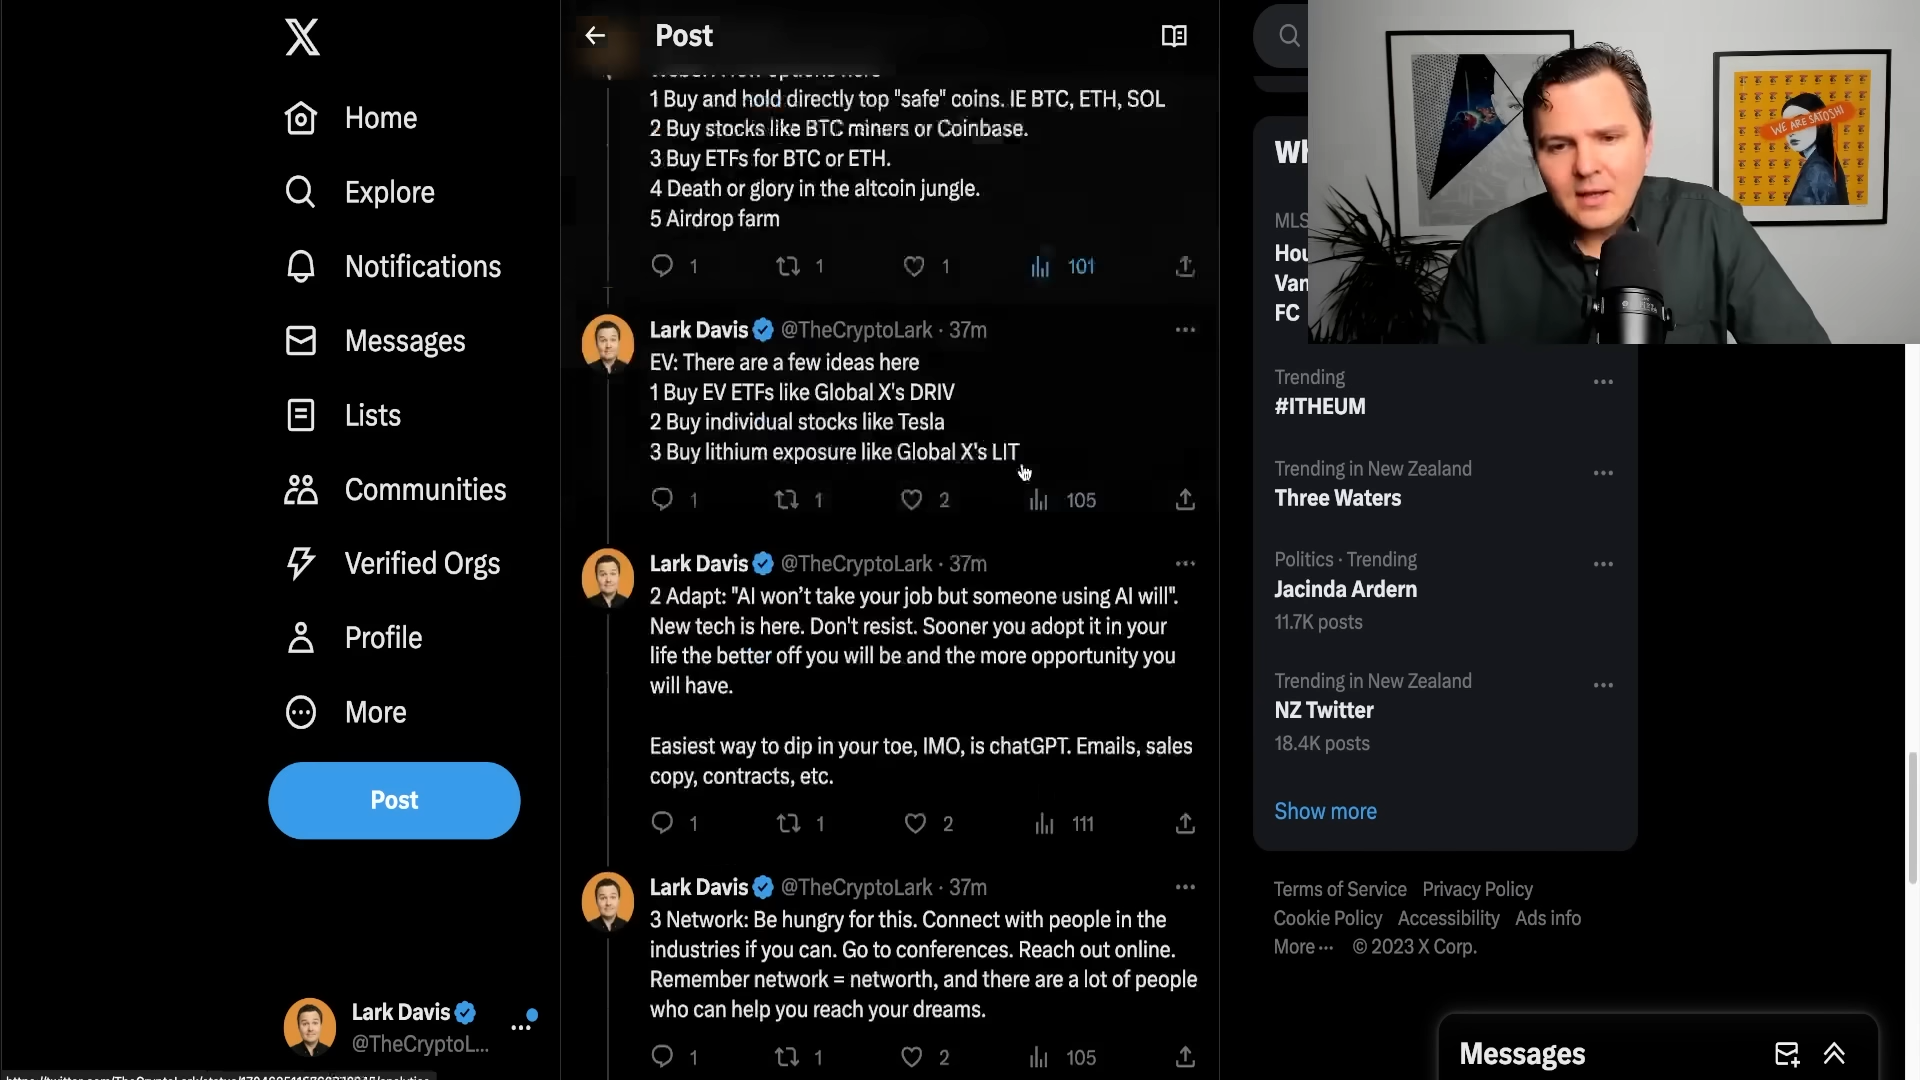 Home
Explore
Notifications
Messages
Lists
Communities
Verified Orgs
Profile
More
Post
Lark Davis
@TheCryptoL...
Post
1 Buy and hold directly top "safe" coins. IE BTC, ETH, SOL
2 Buy stocks like BTC miners or Coinbase.
3 Buy ETFs for BTC or ETH.
4 Death or glory in the altcoin jungle.
5 Airdrop farm
1 1 1 101
Lark Davis @TheCryptoLark · 37m
EV: There are a few ideas here
1 Buy EV ETFs like Global X's DRIV
2 Buy individual stocks like Tesla
3 Buy lithium exposure like Global X's LIT
1 1 2 105
Lark Davis @TheCryptoLark · 37m
2 Adapt: "AI won’t take your job but someone using AI will".
New tech is here. Don't resist. Sooner you adopt it in your
life the better off you will be and the more opportunity you
will have.
Easiest way to dip in your toe, IMO, is chatGPT. Emails, sales
copy, contracts, etc.
1 1 2 111
Lark Davis @TheCryptoLark · 37m
3 Network: Be hungry for this. Connect with people in the
industries if you can. Go to conferences. Reach out online.
Remember network = networth, and there are a lot of people
who can help you reach your dreams.
1 1 2 105
WE ARE SATOSHI
Wh
MLS
Hou
Van
FC
Trending
#ITHEUM
Trending in New Zealand
Three Waters
Politics · Trending
Jacinda Ardern
11.7K posts
Trending in New Zealand
NZ Twitter
18.4K posts
Show more
Terms of Service Privacy Policy
Cookie Policy Accessibility Ads info
More ··· © 2023 X Corp.
Messages